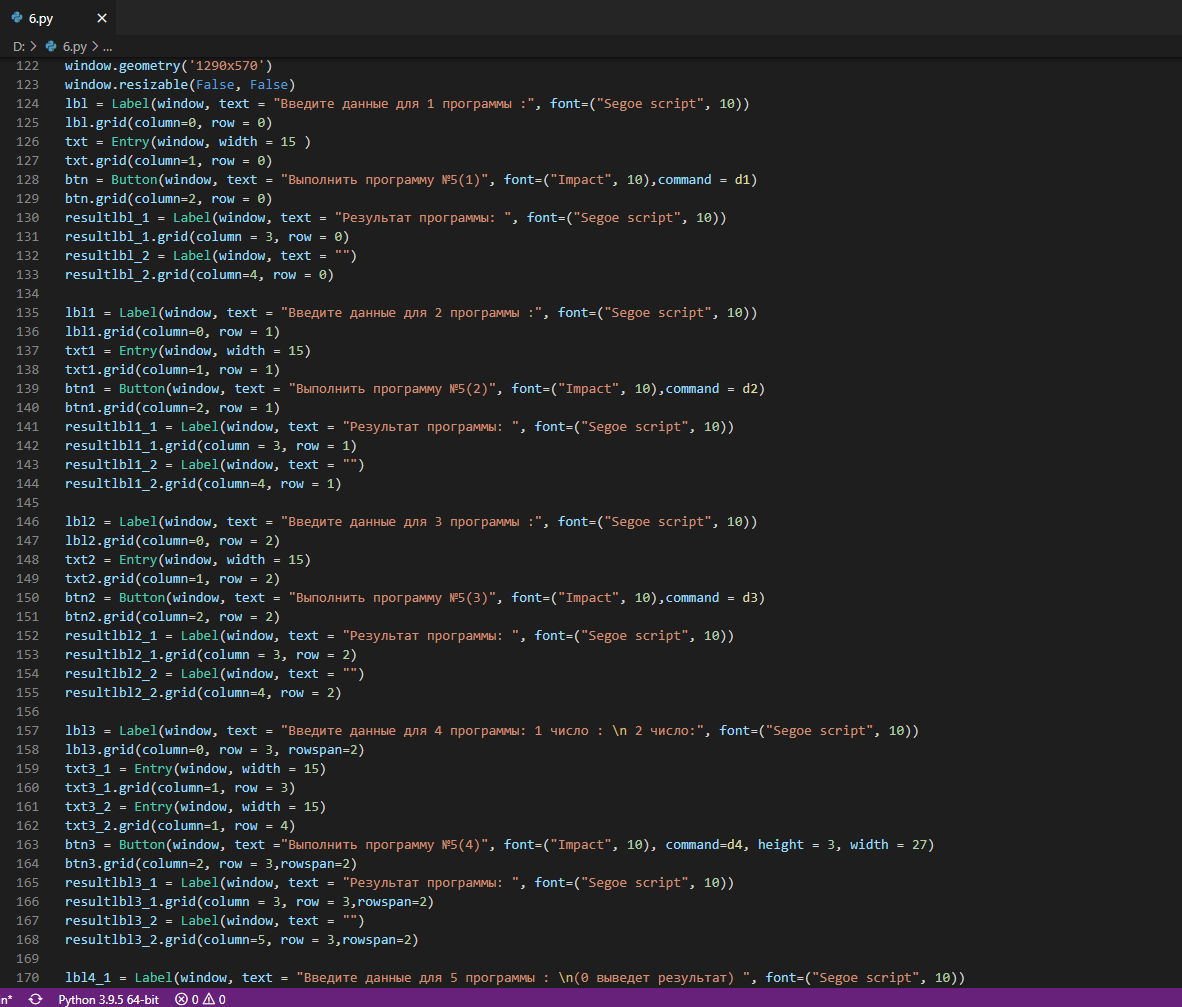 6.py ×
D: > 6.py > ...
122 window.geometry('1290x570')
123 window.resizable(False, False)
124 lbl = Label(window, text = "Введите данные для 1 программы :", font=("Segoe script", 10))
125 lbl.grid(column=0, row = 0)
126 txt = Entry(window, width = 15 )
127 txt.grid(column=1, row = 0)
128 btn = Button(window, text = "Выполнить программу №5(1)", font=("Impact", 10),command = d1)
129 btn.grid(column=2, row = 0)
130 resultlbl_1 = Label(window, text = "Результат программы: ", font=("Segoe script", 10))
131 resultlbl_1.grid(column = 3, row = 0)
132 resultlbl_2 = Label(window, text = "")
133 resultlbl_2.grid(column=4, row = 0)
134
135 lbl1 = Label(window, text = "Введите данные для 2 программы :", font=("Segoe script", 10))
136 lbl1.grid(column=0, row = 1)
137 txt1 = Entry(window, width = 15)
138 txt1.grid(column=1, row = 1)
139 btn1 = Button(window, text = "Выполнить программу №5(2)", font=("Impact", 10),command = d2)
140 btn1.grid(column=2, row = 1)
141 resultlbl1_1 = Label(window, text = "Результат программы: ", font=("Segoe script", 10))
142 resultlbl1_1.grid(column = 3, row = 1)
143 resultlbl1_2 = Label(window, text = "")
144 resultlbl1_2.grid(column=4, row = 1)
145
146 lbl2 = Label(window, text = "Введите данные для 3 программы :", font=("Segoe script", 10))
147 lbl2.grid(column=0, row = 2)
148 txt2 = Entry(window, width = 15)
149 txt2.grid(column=1, row = 2)
150 btn2 = Button(window, text = "Выполнить программу №5(3)", font=("Impact", 10),command = d3)
151 btn2.grid(column=2, row = 2)
152 resultlbl2_1 = Label(window, text = "Результат программы: ", font=("Segoe script", 10))
153 resultlbl2_1.grid(column = 3, row = 2)
154 resultlbl2_2 = Label(window, text = "")
155 resultlbl2_2.grid(column=4, row = 2)
156
157 lbl3 = Label(window, text = "Введите данные для 4 программы: 1 число : \n 2 число:", font=("Segoe script", 10))
158 lbl3.grid(column=0, row = 3, rowspan=2)
159 txt3_1 = Entry(window, width = 15)
160 txt3_1.grid(column=1, row = 3)
161 txt3_2 = Entry(window, width = 15)
162 txt3_2.grid(column=1, row = 4)
163 btn3 = Button(window, text ="Выполнить программу №5(4)", font=("Impact", 10), command=d4, height = 3, width = 27)
164 btn3.grid(column=2, row = 3,rowspan=2)
165 resultlbl3_1 = Label(window, text = "Результат программы: ", font=("Segoe script", 10))
166 resultlbl3_1.grid(column = 3, row = 3,rowspan=2)
167 resultlbl3_2 = Label(window, text = "")
168 resultlbl3_2.grid(column=5, row = 3,rowspan=2)
169
170 lbl4_1 = Label(window, text = "Введите данные для 5 программы : \n(0 выведет результат) ", font=("Segoe script", 10))
n* Python 3.9.5 64-bit 0 0